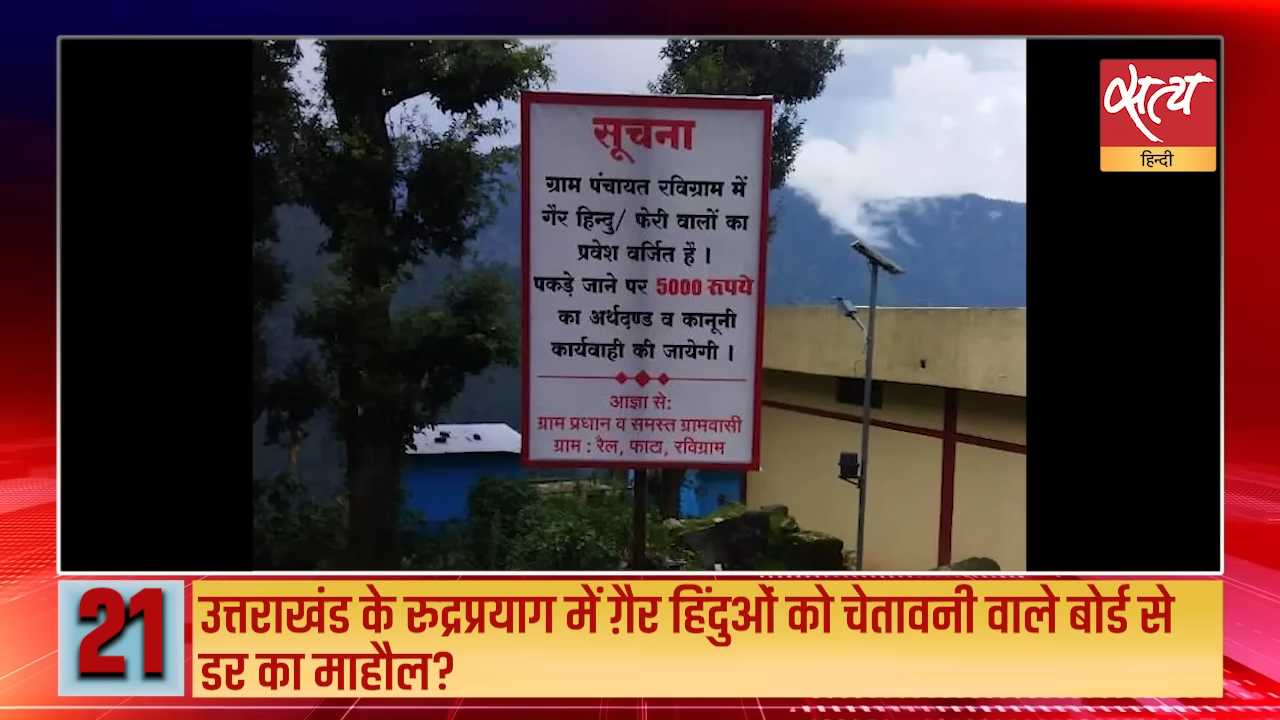 सत्य
हिन्दी
सूचना
ग्राम पंचायत रविग्राम में
गैर हिन्दु/ फेरी वालों का
प्रवेश वर्जित है ।
पकड़े जाने पर 5000 रूपये
का अर्थदण्ड व कानूनी
कार्यवाही की जायेगी ।
आज्ञा से:
ग्राम प्रधान व समस्त ग्रामवासी
ग्राम : रैल, फाटा, रविग्राम
21
उत्तराखंड के रुद्रप्रयाग में ग़ैर हिंदुओं को चेतावनी वाले बोर्ड से
डर का माहौल?